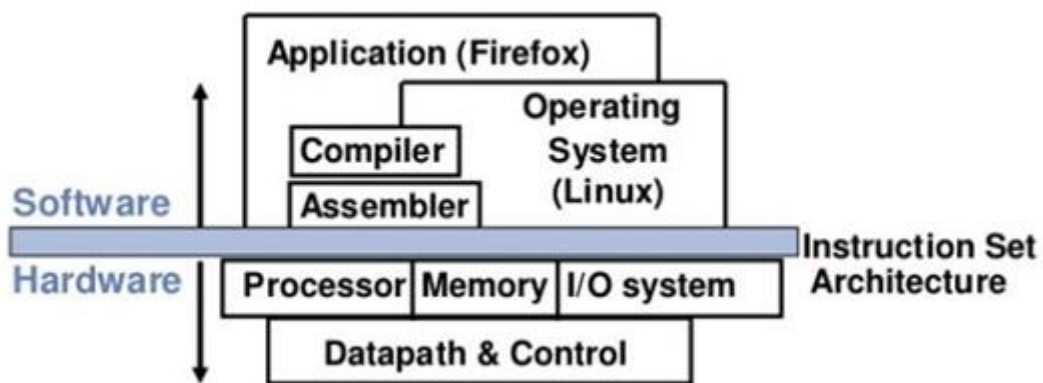 Application (Firefox)
Operating
System
(Linux)
Compiler
Assembler
Software
Instruction Set
Architecture
Hardware
Processor
Memory
I/O system
Datapath & Control